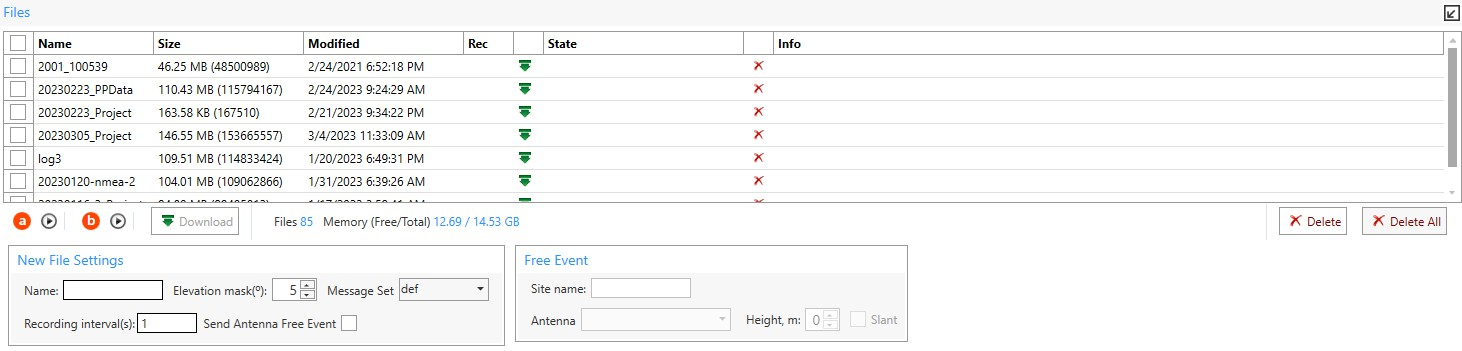 Files
Name Size Modified Rec State Info
2001_100539 46.25 MB (48500989) 2/24/2021 6:52:18 PM
20230223_PPData 110.43 MB (115794167) 2/24/2023 9:24:29 AM
20230223_Project 163.58 KB (167510) 2/21/2023 9:34:22 PM
20230305_Project 146.55 MB (153665557) 3/4/2023 11:33:09 AM
log3 109.51 MB (114833424) 1/20/2023 6:49:31 PM
20230120-nmea-2 104.01 MB (109062866) 1/31/2023 6:39:26 AM
a b Download Files 85 Memory (Free/Total) 12.69 / 14.53 GB Delete Delete All
New File Settings
Name: Elevation mask(º): 5 Message Set def
Recording interval(s): 1 Send Antenna Free Event
Free Event
Site name:
Antenna Height, m: 0 Slant